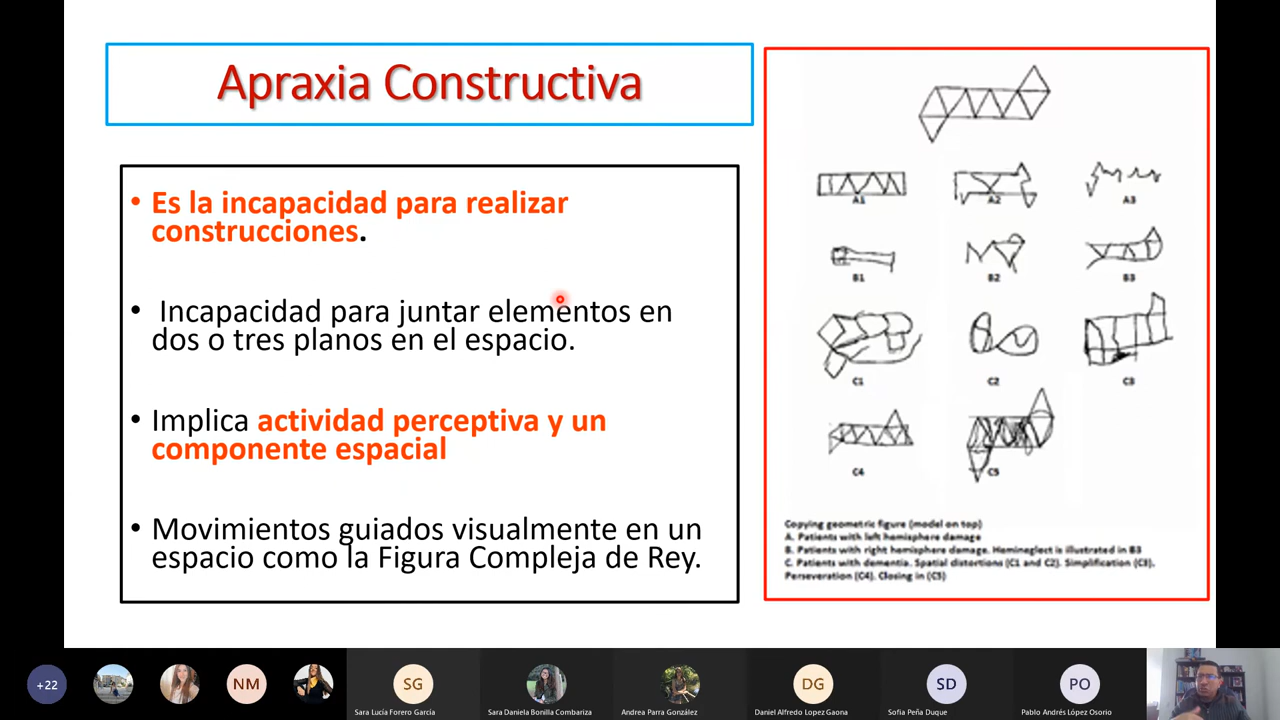 Apraxia Constructiva
• Es la incapacidad para realizar
construcciones.
• Incapacidad para juntar elementos en
dos o tres planos en el espacio.
• Implica actividad perceptiva y un
componente espacial
• Movimientos guiados visualmente en un
espacio como la Figura Compleja de Rey.
A1 A2 A3
B1 B2 B3
C1 C2 C3
C4 C5
Copying geometric figure (model on top)
A. Patients with left hemisphere damage
B. Patients with right hemisphere damage. Hemineglect is illustrated in B3
C. Patients with dementia. Spatial distortions (C1 and C2). Simplification (C3).
Perseveration (C4). Closing in (C5)
+22 NM SG DG SD PO
Sara Lucía Forero García Sara Daniela Bonilla Combariza Andrea Parra González Daniel Alfredo Lopez Gaona Sofía Peña Duque Pablo Andrés López Osorio